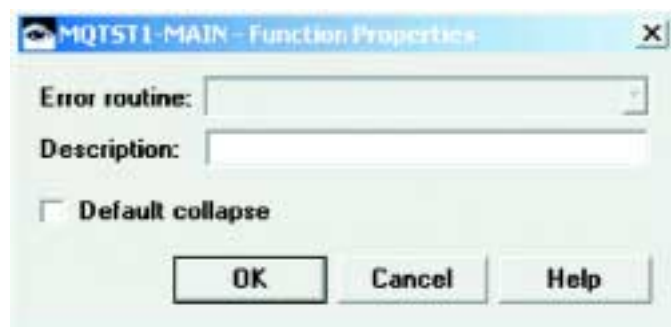 MQTST1-MAIN - Function Properties
Error routine:
Description:
Default collapse
OK Cancel Help